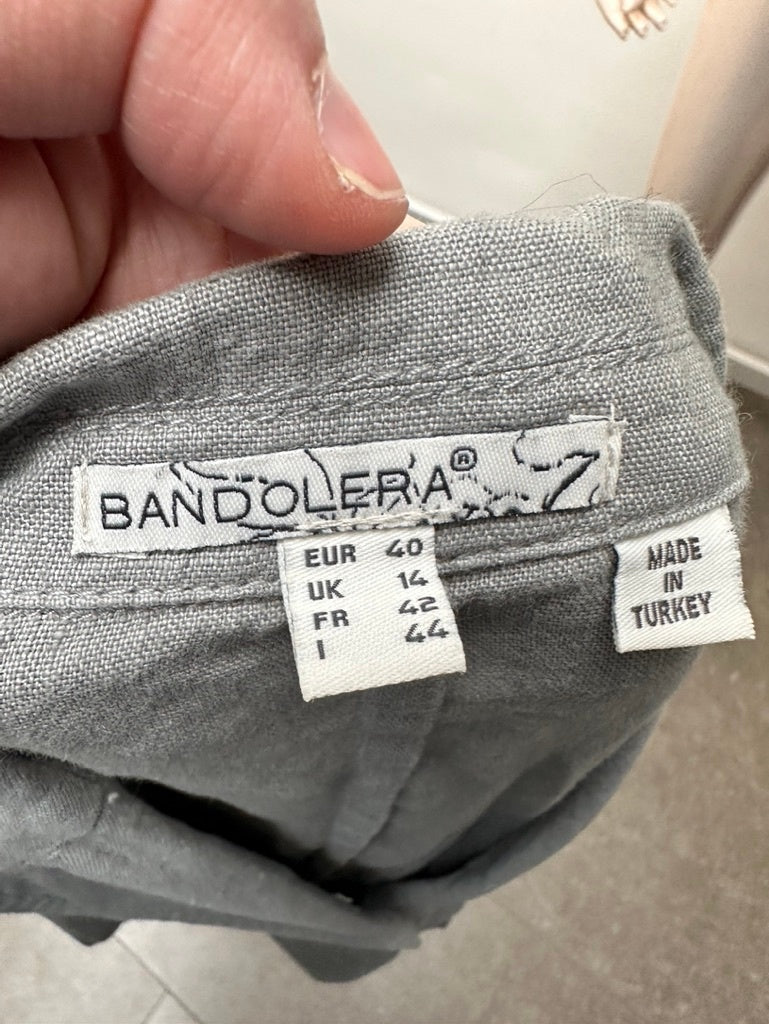 BANDOLERA®
EUR 40
UK 14
FR 42
I 44
MADE
IN
TURKEY